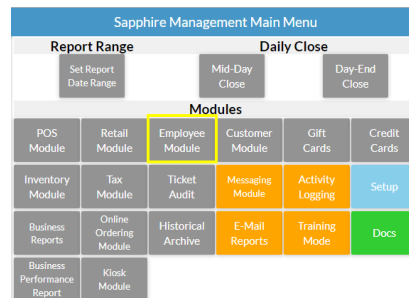 Sapphire Management Main Menu
Report Range
Daily Close
Set Report
Date Range
Mid-Day
Close
Day-End
Close
Modules
POS
Module
Retail
Module
Employee
Module
Customer
Module
Gift
Cards
Credit
Cards
Inventory
Module
Tax
Module
Ticket
Audit
Messaging
Module
Activity
Logging
Setup
Business
Reports
Online
Ordering
Module
Historical
Archive
E-Mail
Reports
Training
Mode
Docs
Business
Performance
Report
Kiosk
Module